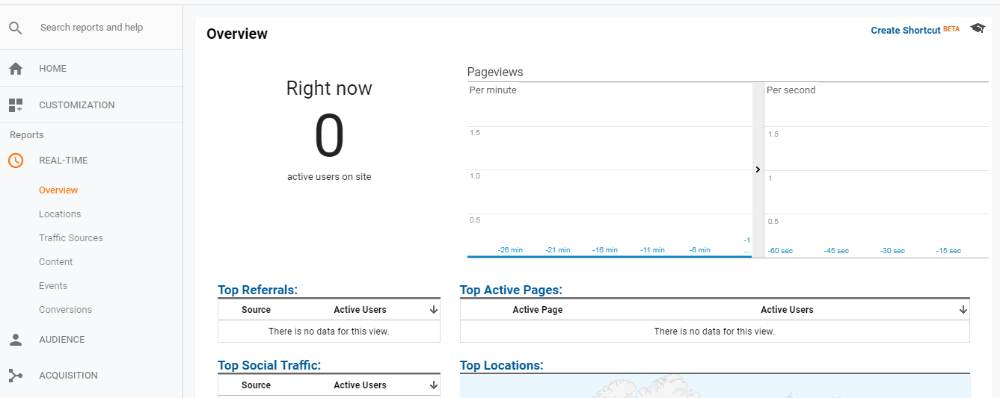 Search reports and help
HOME
CUSTOMIZATION
Reports
REAL-TIME
Overview
Locations
Traffic Sources
Content
Events
Conversions
AUDIENCE
ACQUISITION
Overview
Create Shortcut BETA
Right now
0
active users on site
Pageviews
Per minute
1.5
1.0
0.5
-26 min -21 min -16 min -11 min -6 min -1 ...
Per second
1.5
1
0.5
-60 sec -45 sec -30 sec -15 sec
Top Referrals:
Source Active Users
There is no data for this view.
Top Active Pages:
Active Page Active Users
There is no data for this view.
Top Social Traffic:
Source Active Users
Top Locations: